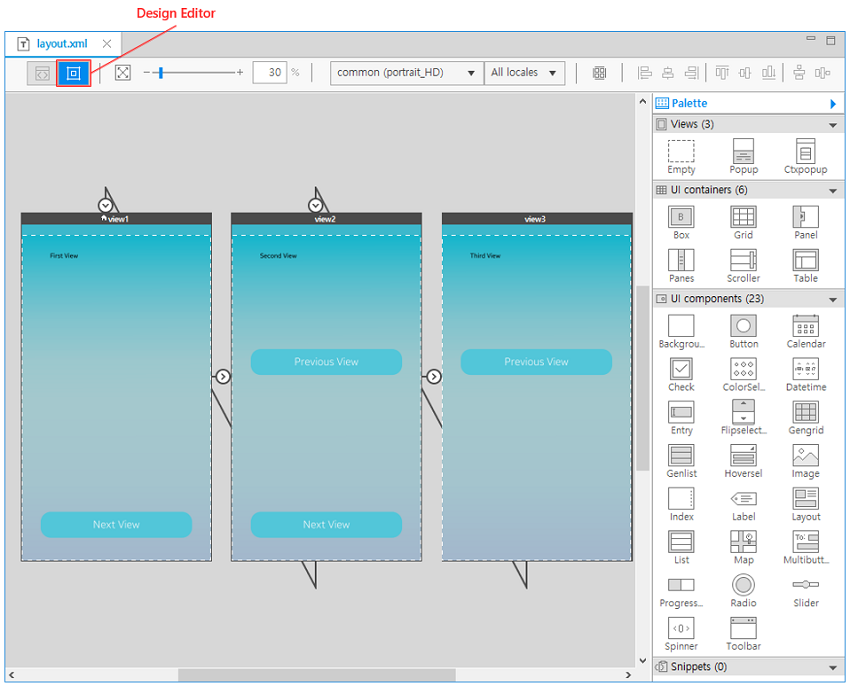 Design Editor
layout.xml
30 %
common (portrait_HD)
All locales
Palette
Views (3)
Empty Popup Ctxpopup
UI containers (6)
B
Box Grid Panel
Panes Scroller Table
UI components (23)
Backgrou... Button Calendar
Check ColorSel... Datetime
Entry Flipselect... Gengrid
Genlist Hoversel Image
Index Label Layout
To:
List Map Multibutt...
Progress... Radio Slider
Spinner Toolbar
Snippets (0)
view1 view2 view3
First View Second View Third View
Previous View Previous View
Next View Next View